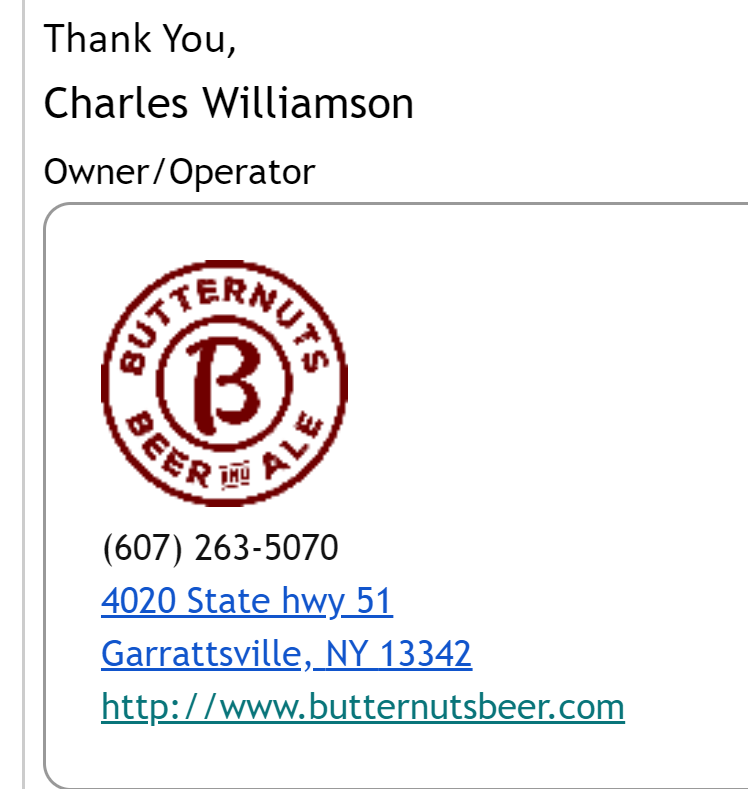 Thank You,
Charles Williamson
Owner/Operator
BUTTERNUTS
B
BEER AND ALE
(607) 263-5070
4020 State hwy 51
Garrattsville, NY 13342
http://www.butternutsbeer.com